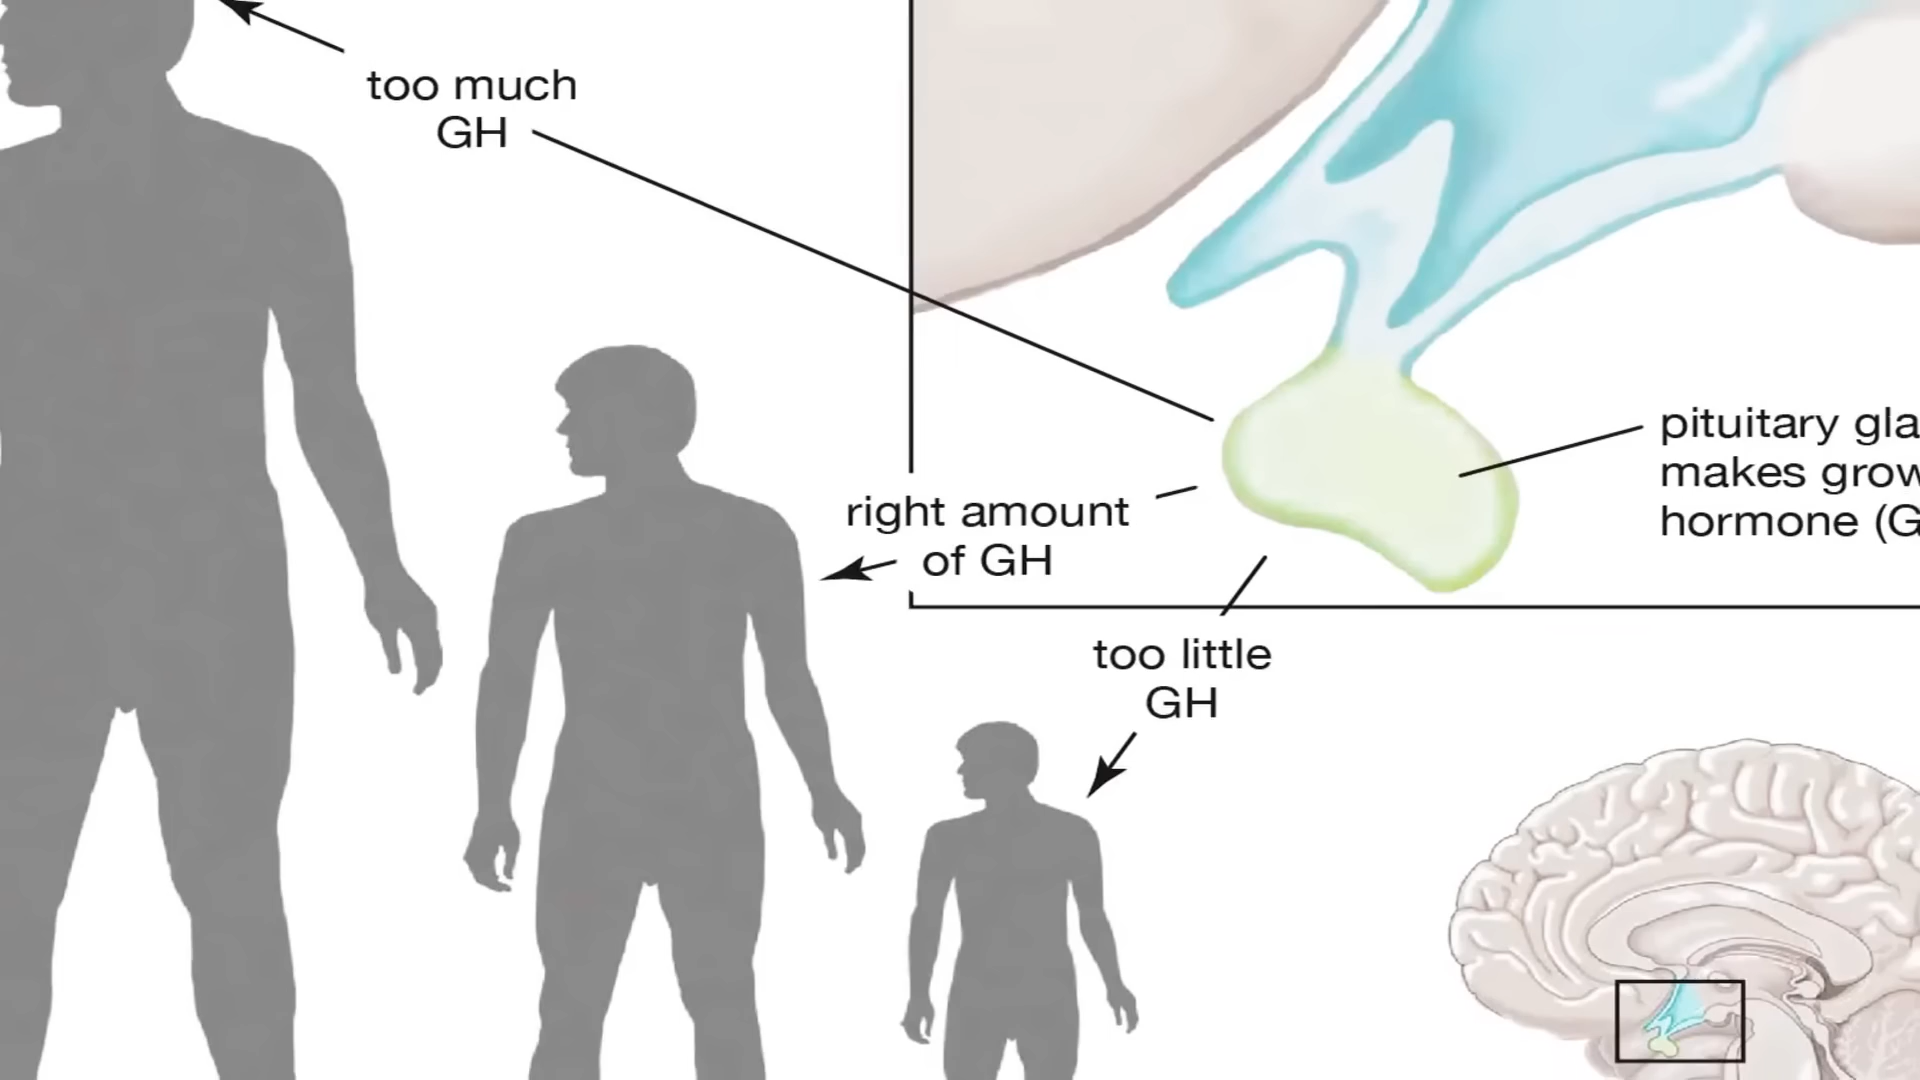 too much
GH
right amount
of GH
too little
GH
pituitary gla
makes grow
hormone (G